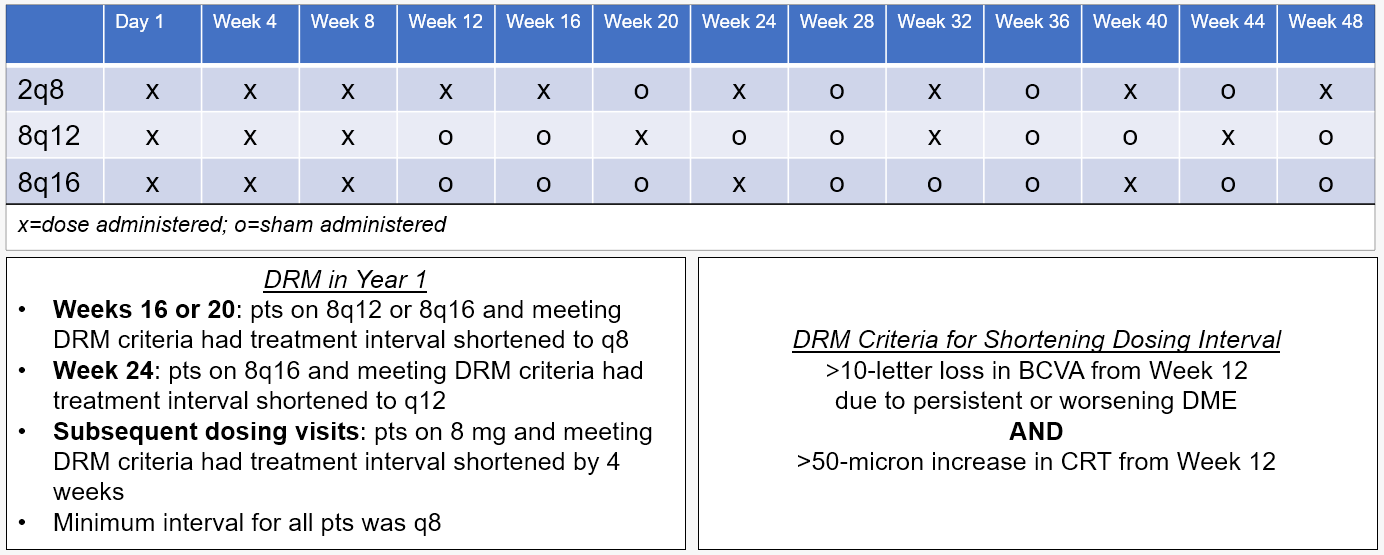 Day 1 Week 4 Week 8 Week 12 Week 16 Week 20 Week 24 Week 28 Week 32 Week 36 Week 40 Week 44 Week 48
2q8 x x x x x o x o x o x o x
8q12 x x x o o x o o x o o x o
8q16 x x x o o o x o o o x o o
x=dose administered; o=sham administered
DRM in Year 1
• Weeks 16 or 20: pts on 8q12 or 8q16 and meeting
DRM criteria had treatment interval shortened to q8
• Week 24: pts on 8q16 and meeting DRM criteria had
treatment interval shortened to q12
• Subsequent dosing visits: pts on 8 mg and meeting
DRM criteria had treatment interval shortened by 4
weeks
• Minimum interval for all pts was q8
DRM Criteria for Shortening Dosing Interval
>10-letter loss in BCVA from Week 12
due to persistent or worsening DME
AND
>50-micron increase in CRT from Week 12